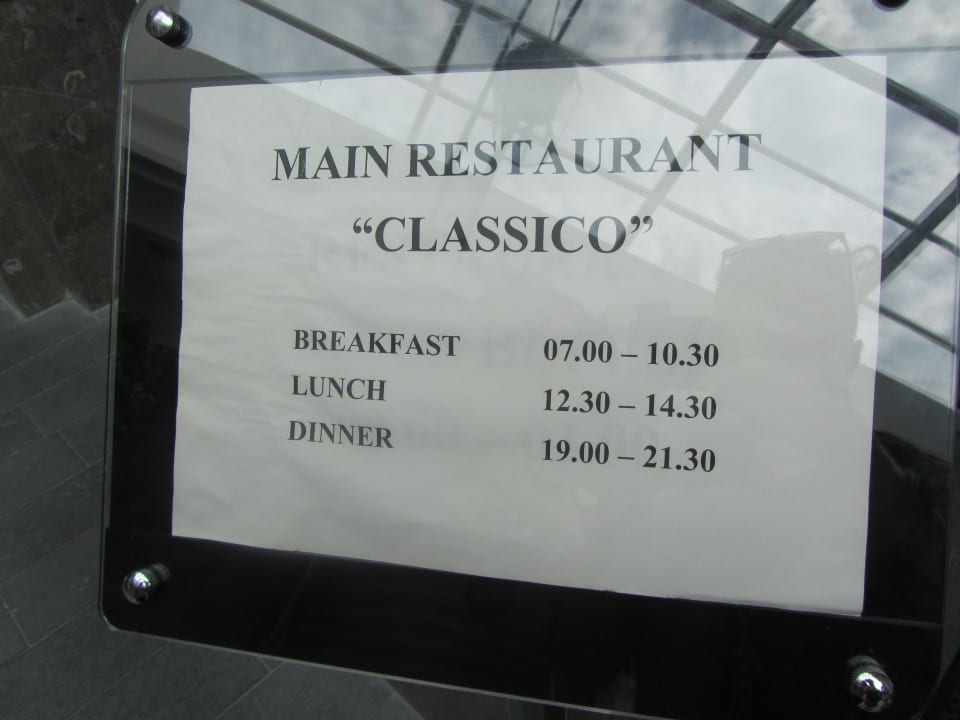 MAIN RESTAURANT
“CLASSICO”
BREAKFAST 07.00 – 10.30
LUNCH 12.30 – 14.30
DINNER 19.00 – 21.30